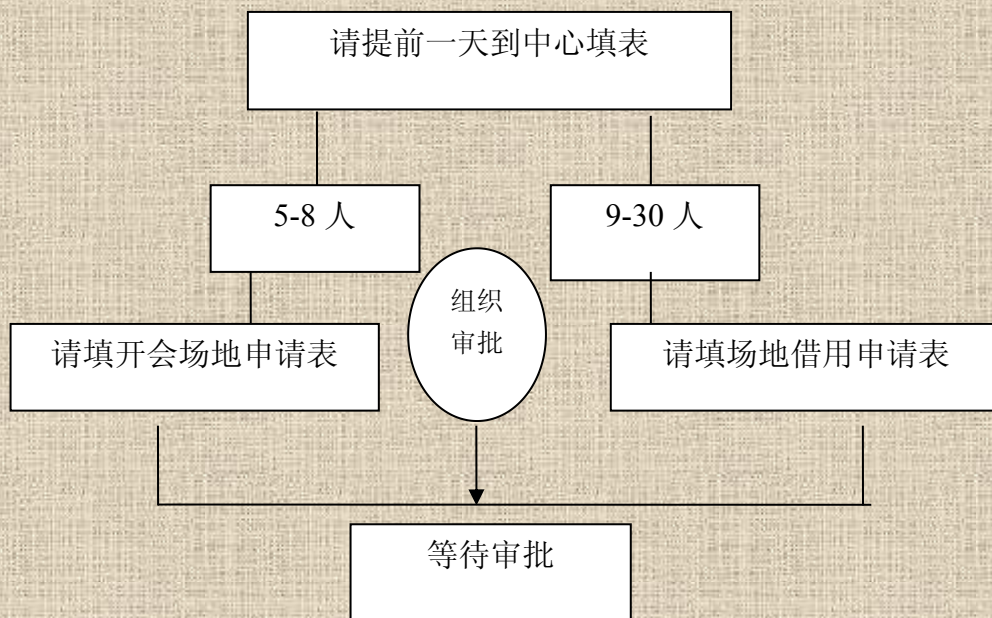 请提前一天到中心填表
5-8 人
9-30 人
组织
审批
请填开会场地申请表
请填场地借用申请表
等待审批